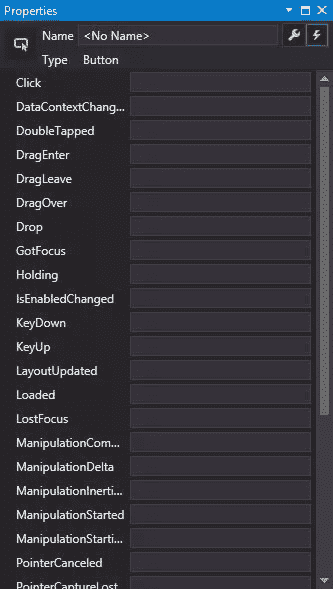 Properties
Name <No Name>
Type Button
Click
DataContextChang...
DoubleTapped
DragEnter
DragLeave
DragOver
Drop
GotFocus
Holding
IsEnabledChanged
KeyDown
KeyUp
LayoutUpdated
Loaded
LostFocus
ManipulationCom...
ManipulationDelta
ManipulationInerti...
ManipulationStarted
ManipulationStarti...
PointerCanceled
PointerCaptureLost